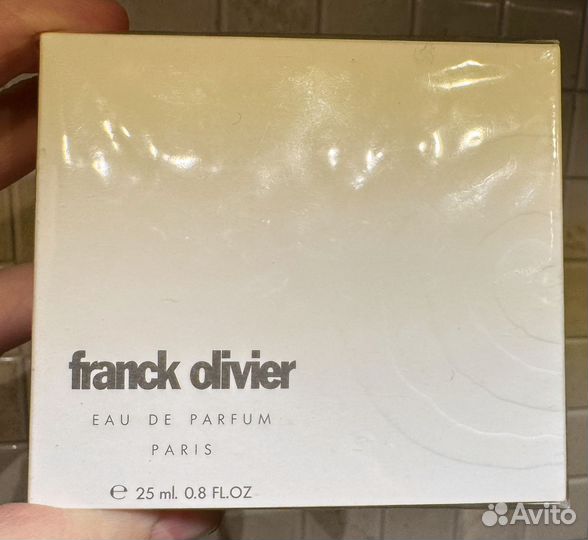 franck olivier
EAU DE PARFUM
PARIS
℮ 25 ml. 0.8 FL.OZ
Avito